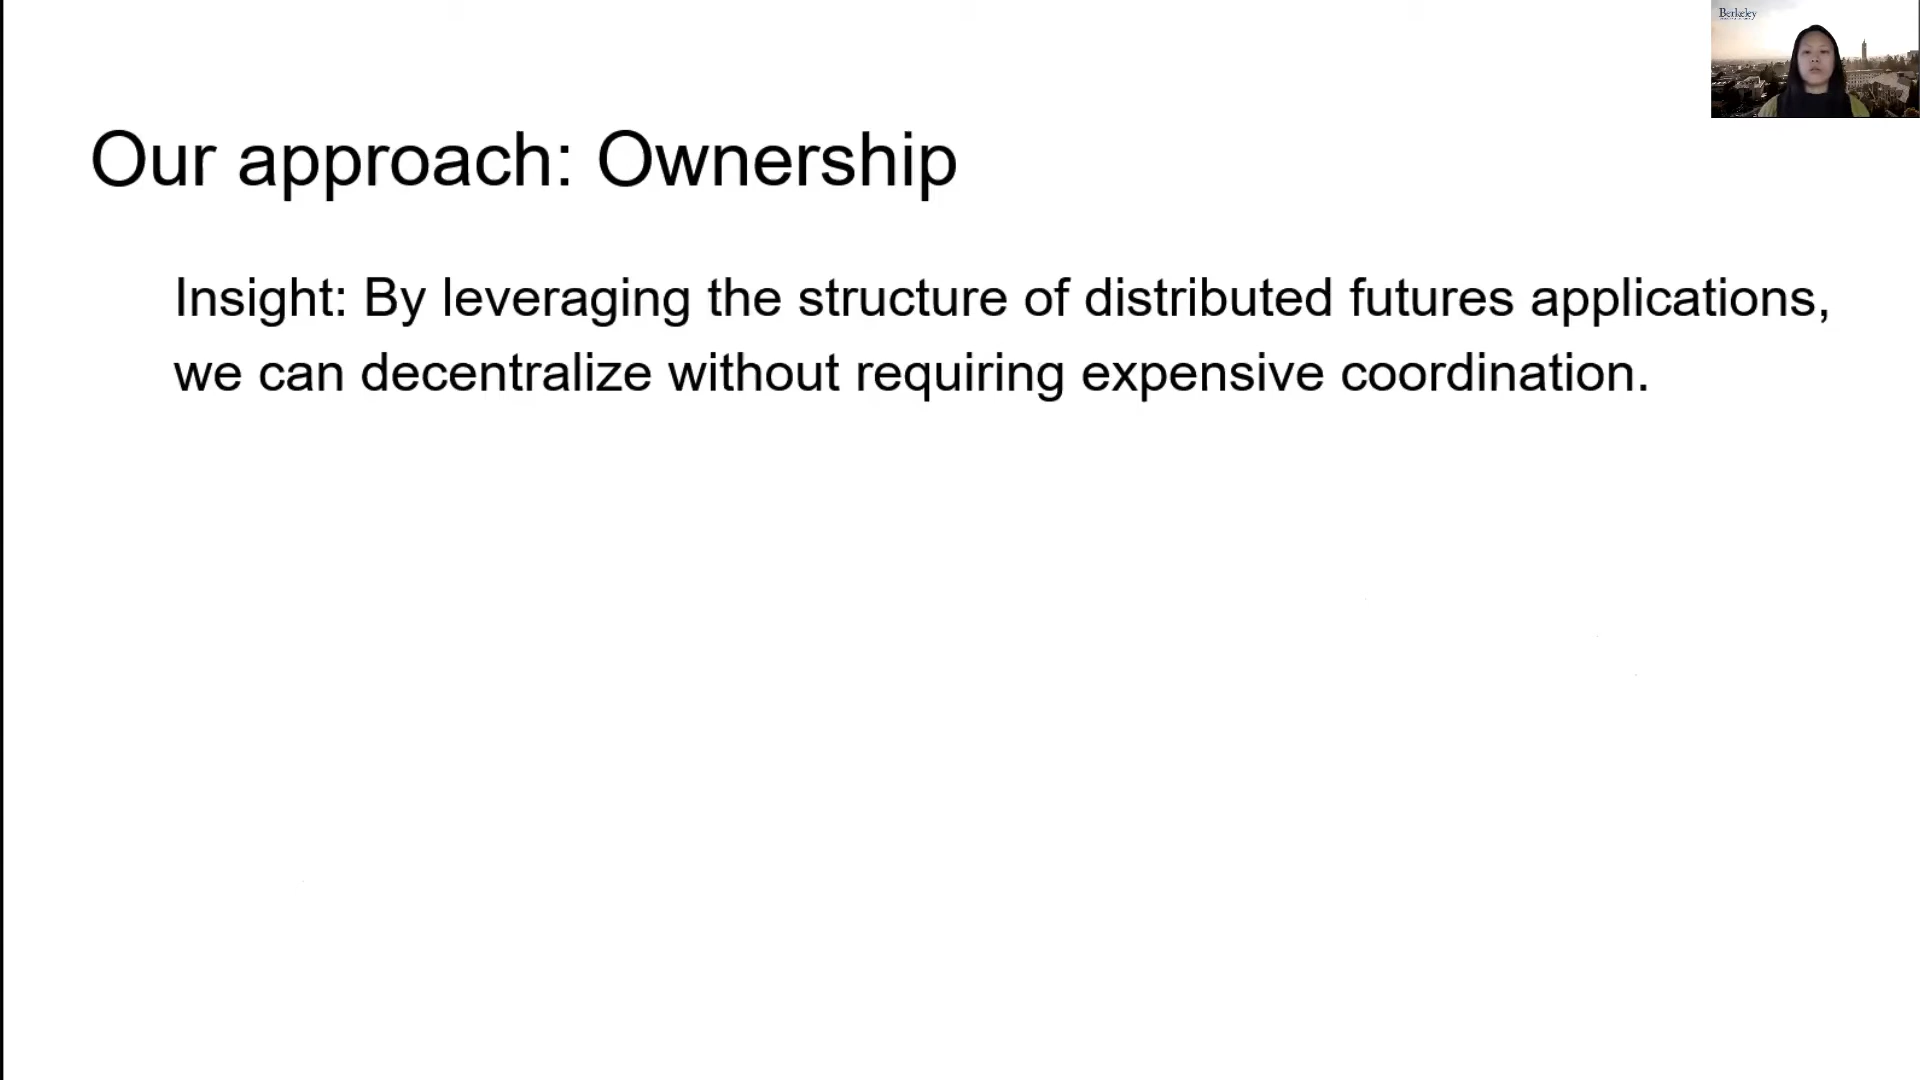 Berkeley
Our approach: Ownership
Insight: By leveraging the structure of distributed futures applications,
we can decentralize without requiring expensive coordination.